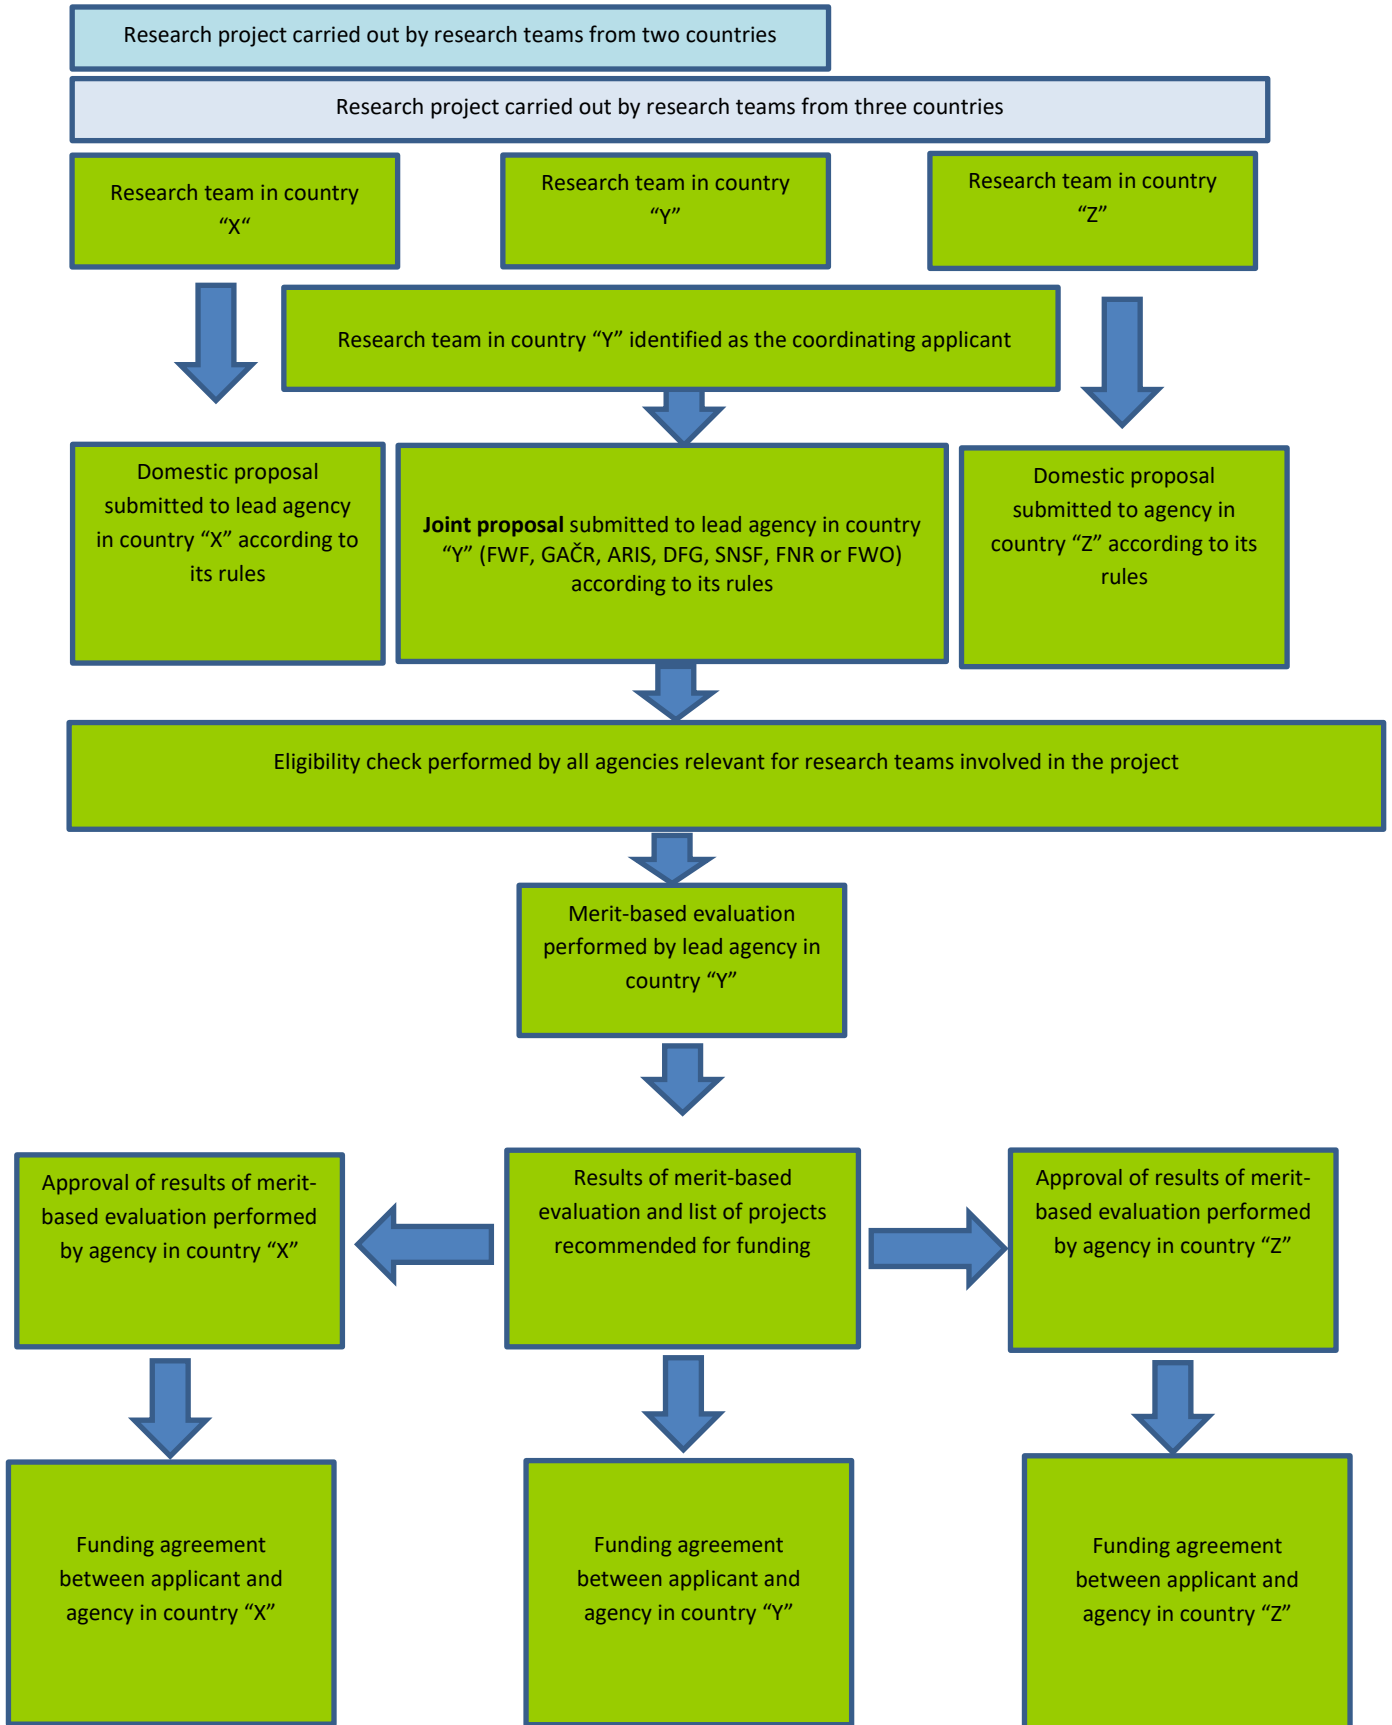 Research project carried out by research teams from two countries
Research project carried out by research teams from three countries
Research team in country
“X“
Research team in country
“Y”
Research team in country
“Z”
Research team in country “Y” identified as the coordinating applicant
Domestic proposal
submitted to lead agency
in country “X” according to
its rules
Joint proposal submitted to lead agency in country
“Y” (FWF, GAČR, ARIS, DFG, SNSF, FNR or FWO)
according to its rules
Domestic proposal
submitted to agency in
country “Z” according to its
rules
Eligibility check performed by all agencies relevant for research teams involved in the project
Merit-based evaluation
performed by lead agency in
country “Y”
Approval of results of merit-
based evaluation performed
by agency in country “X”
Results of merit-based
evaluation and list of projects
recommended for funding
Approval of results of merit-
based evaluation performed
by agency in country “Z”
Funding agreement
between applicant and
agency in country “X”
Funding agreement
between applicant and
agency in country “Y”
Funding agreement
between applicant and
agency in country “Z”